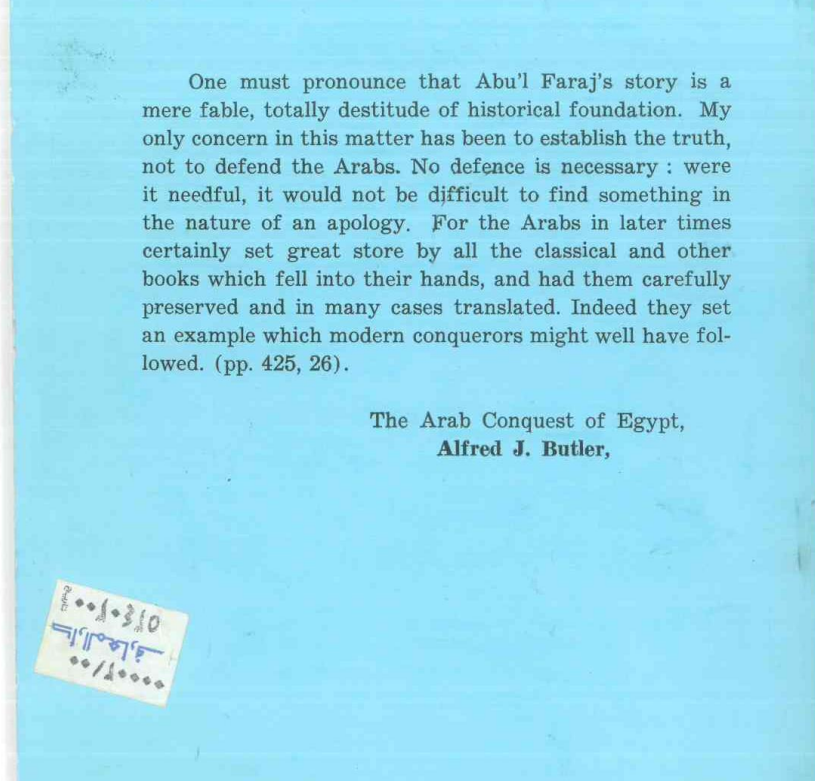 One must pronounce that Abu'l Faraj's story is a
mere fable, totally destitude of historical foundation. My
only concern in this matter has been to establish the truth,
not to defend the Arabs. No defence is necessary : were
it needful, it would not be difficult to find something in
the nature of an apology. For the Arabs in later times
certainly set great store by all the classical and other
books which fell into their hands, and had them carefully
preserved and in many cases translated. Indeed they set
an example which modern conquerors might well have fol-
lowed. (pp. 425, 26).
The Arab Conquest of Egypt,
Alfred J. Butler,
دار المعارف